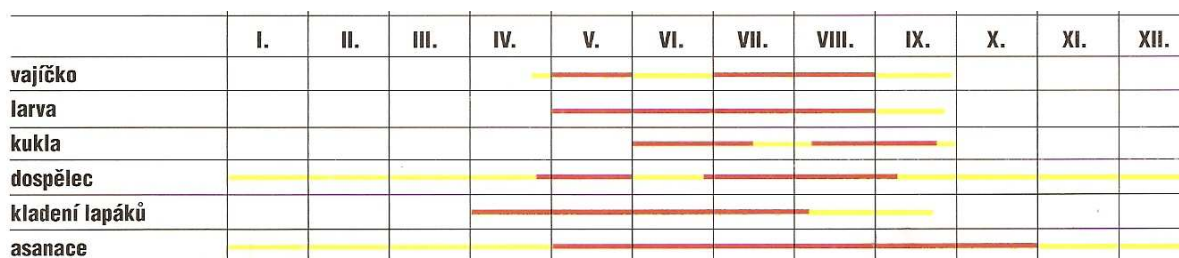 I. II. III. IV. V. VI. VII. VIII. IX. X. XI. XII.
vajíčko
larva
kukla
dospělec
kladení lapáků
asanace